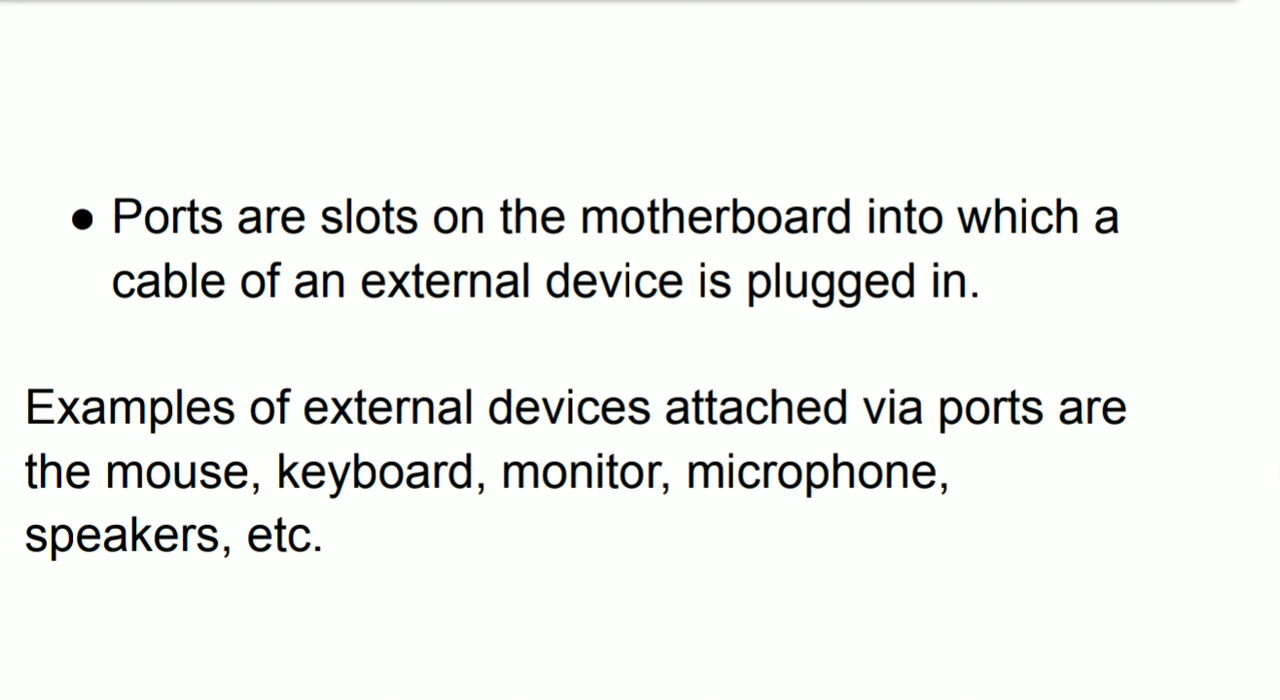 ● Ports are slots on the motherboard into which a
cable of an external device is plugged in.
Examples of external devices attached via ports are
the mouse, keyboard, monitor, microphone,
speakers, etc.